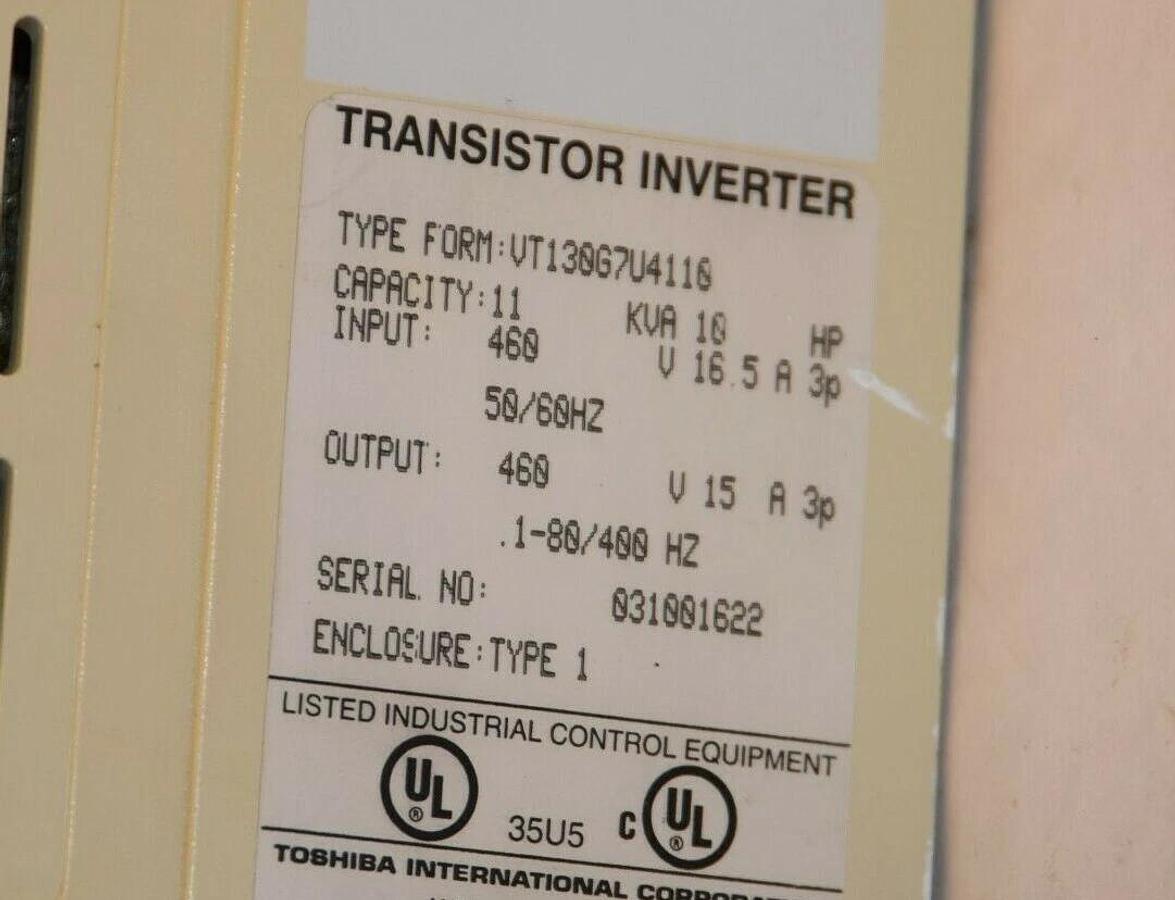 TRANSISTOR INVERTER
TYPE FORM:VT130G7U4110
CAPACITY:11 KVA 10 HP
INPUT: 460 V 16.5 A 3p
50/60HZ
OUTPUT: 460 V 15 A 3p
.1-80/400 HZ
SERIAL NO: 031001622
ENCLOSURE:TYPE 1
LISTED INDUSTRIAL CONTROL EQUIPMENT
UL ® 35U5 C UL ®
TOSHIBA INTERNATIONAL